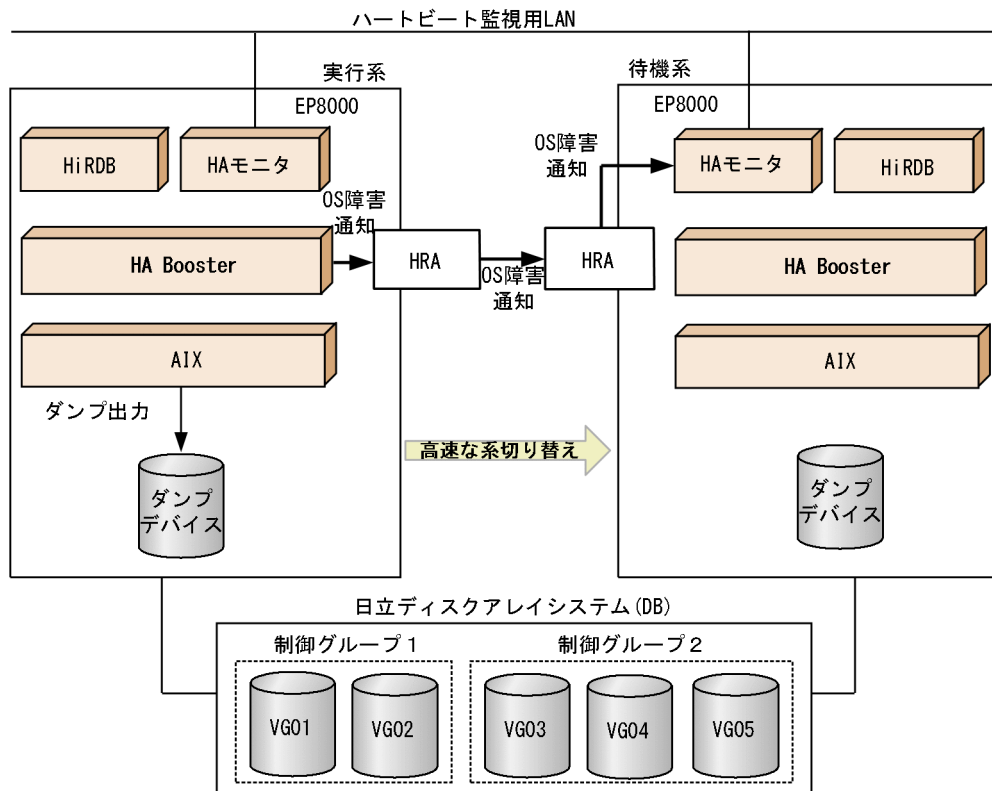 ハートビート監視用LAN
実行系
待機系
EP8000
EP8000
HiRDB
HAモニタ
OS障害
通知
HAモニタ
HiRDB
OS障害
通知
HA Booster
HRA
OS障害
通知
HRA
HA Booster
AIX
AIX
ダンプ出力
高速な系切り替え
ダンプ
デバイス
ダンプ
デバイス
日立ディスクアレイシステム(DB)
制御グループ1
制御グループ2
VG01
VG02
VG03
VG04
VG05